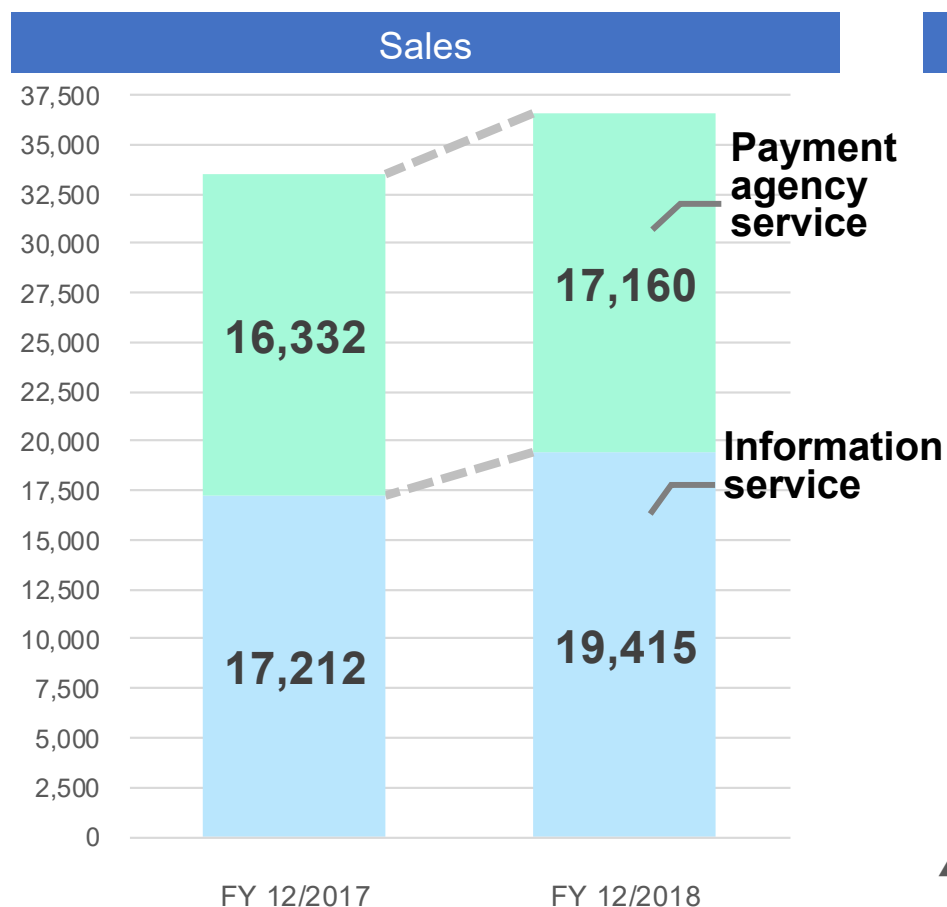 Sales
37,500
35,000
32,500
30,000
27,500
25,000
22,500
20,000
17,500
15,000
12,500
10,000
7,500
5,000
2,500
0
16,332
17,212
17,160
19,415
Payment
agency
service
Information
service
FY 12/2017
FY 12/2018